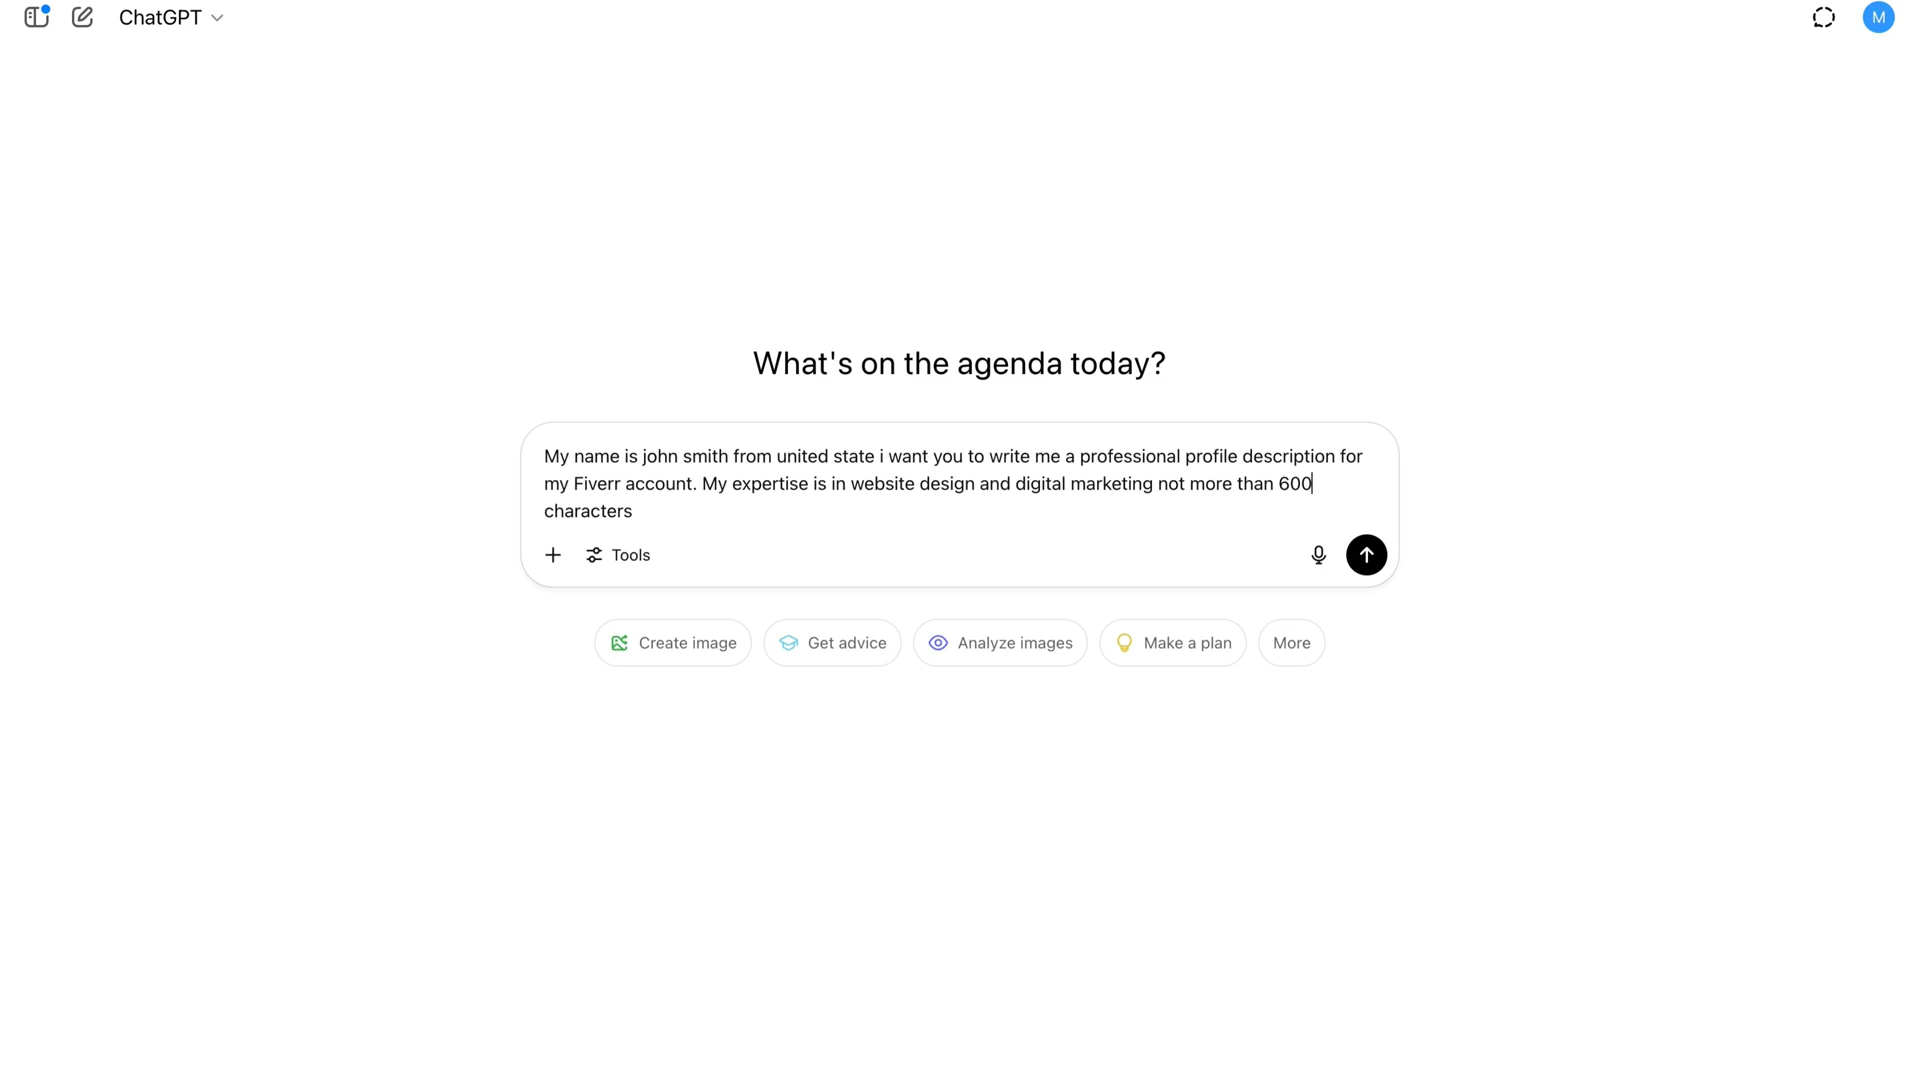 ChatGPT
M
What's on the agenda today?
My name is john smith from united state i want you to write me a professional profile description for
my Fiverr account. My expertise is in website design and digital marketing not more than 600
characters
Tools
Create image
Get advice
Analyze images
Make a plan
More